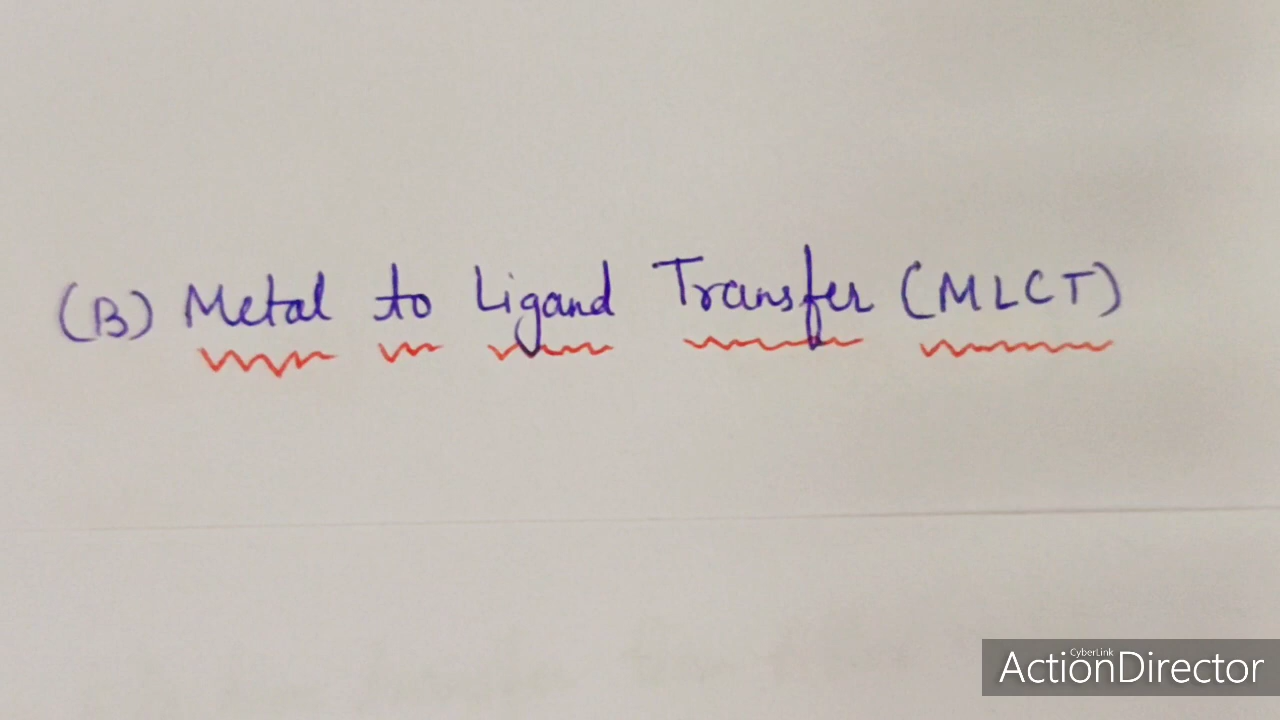 (B) Metal to Ligand Transfer (MLCT)
CyberLink
ActionDirector